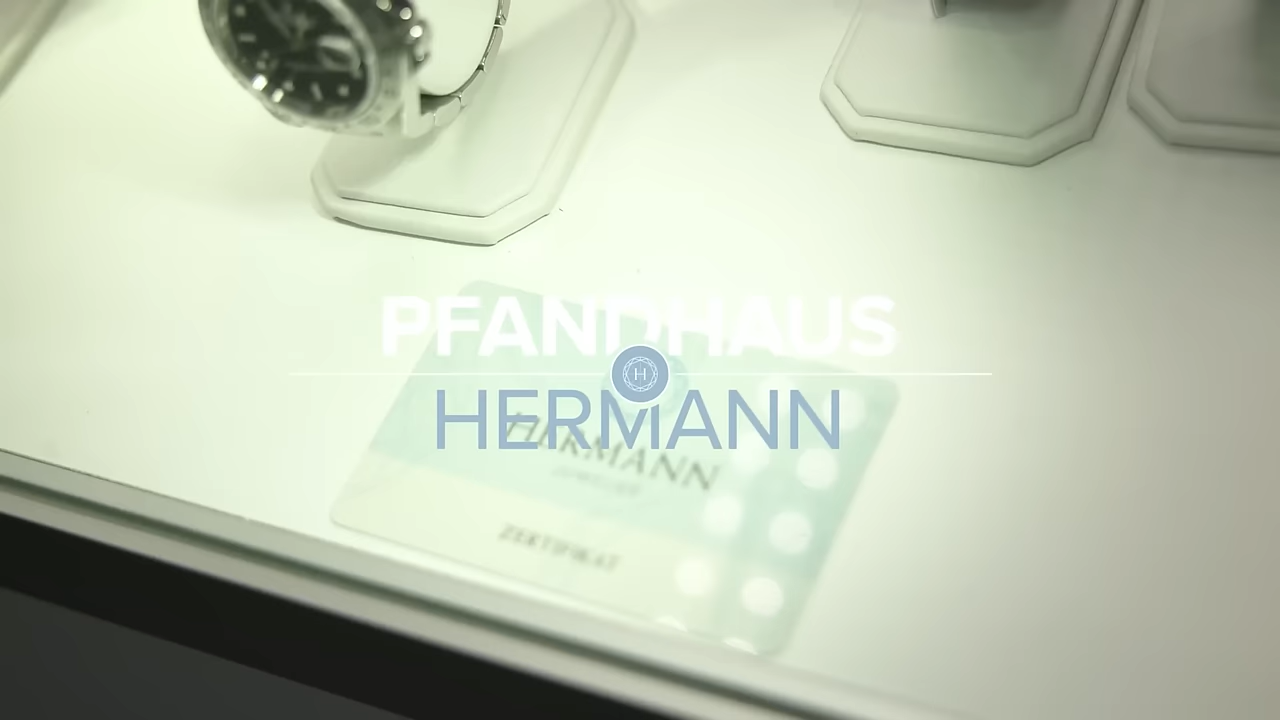 PFANDHAUS
H
HERMANN
HERMANN
ZERTIFIKAT